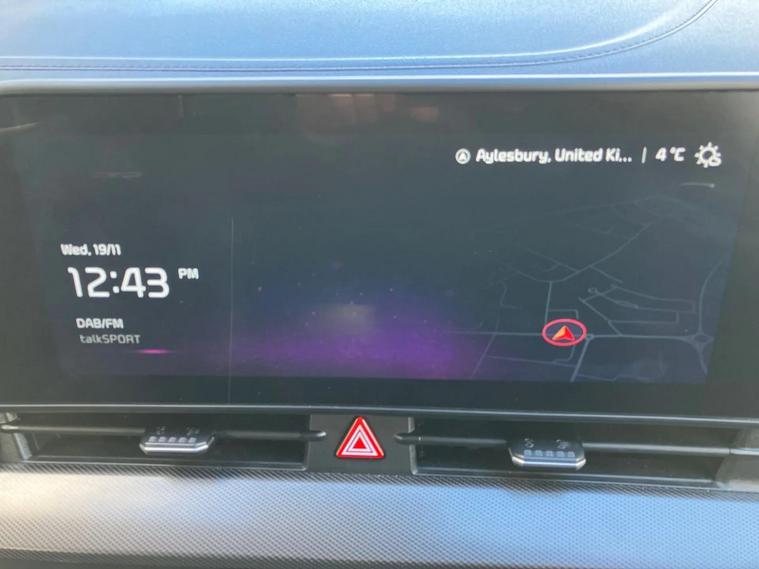 Aylesbury, United Ki... | 4°C
Wed, 19/11
12:43 PM
DAB/FM
talkSPORT